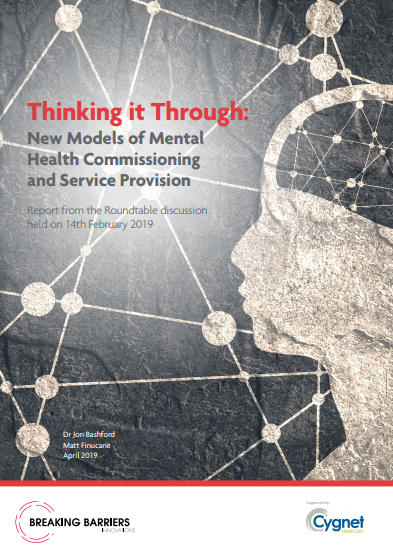 Thinking it Through:
New Models of Mental
Health Commissioning
and Service Provision
Report from the Roundtable discussion
held on 14th February 2019
Dr Jon Bashford
Matt Finucane
April 2019
BREAKING BARRIERS
INNOVATIONS
Supported by:
Cygnet
Health Care